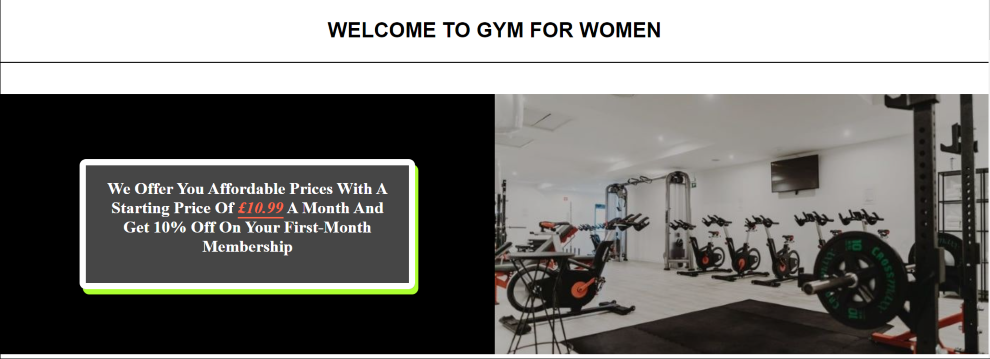 WELCOME TO GYM FOR WOMEN
We Offer You Affordable Prices With A
Starting Price Of £10.99 A Month And
Get 10% Off On Your First-Month
Membership